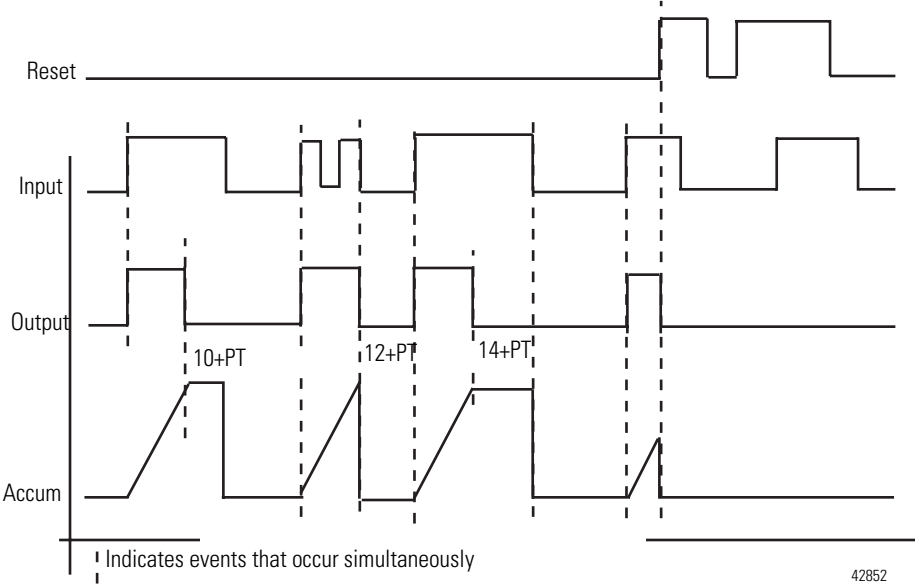 Reset
Input
Output
10+PT
12+PT
14+PT
Accum
Indicates events that occur simultaneously
42852